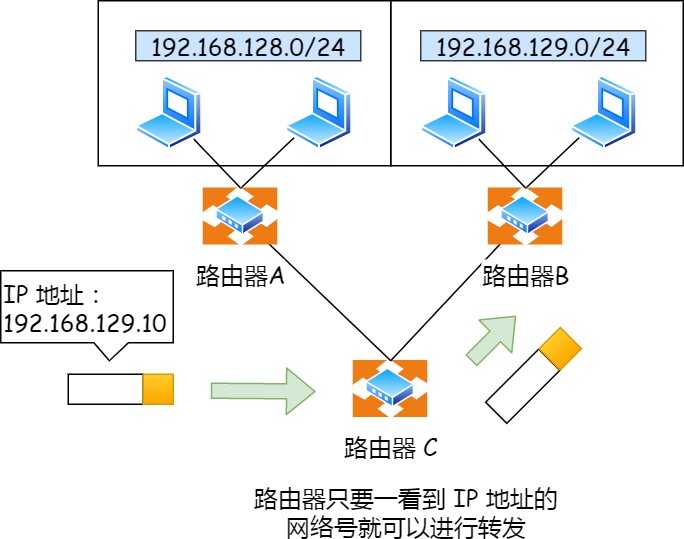 192.168.128.0/24
192.168.129.0/24
路由器A
路由器B
IP 地址：
192.168.129.10
路由器 C
路由器只要一看到 IP 地址的
网络号就可以进行转发